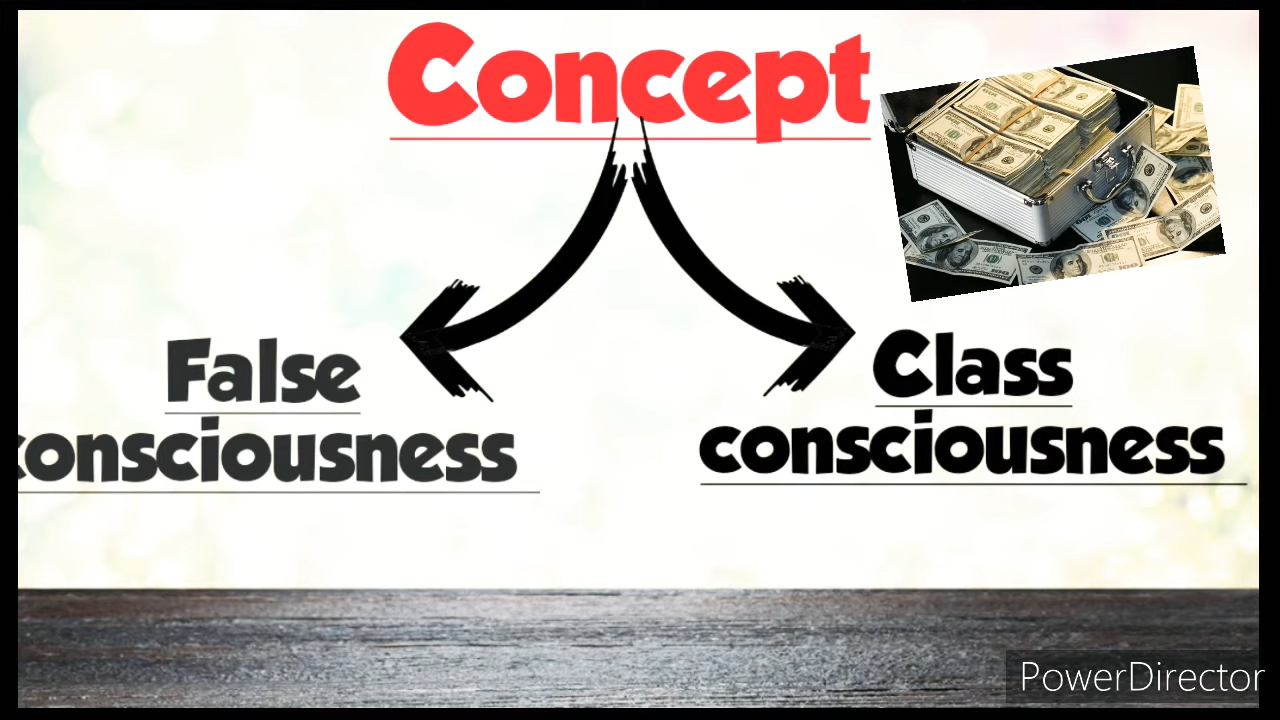 Concept
False
consciousness
Class
consciousness
PowerDirector